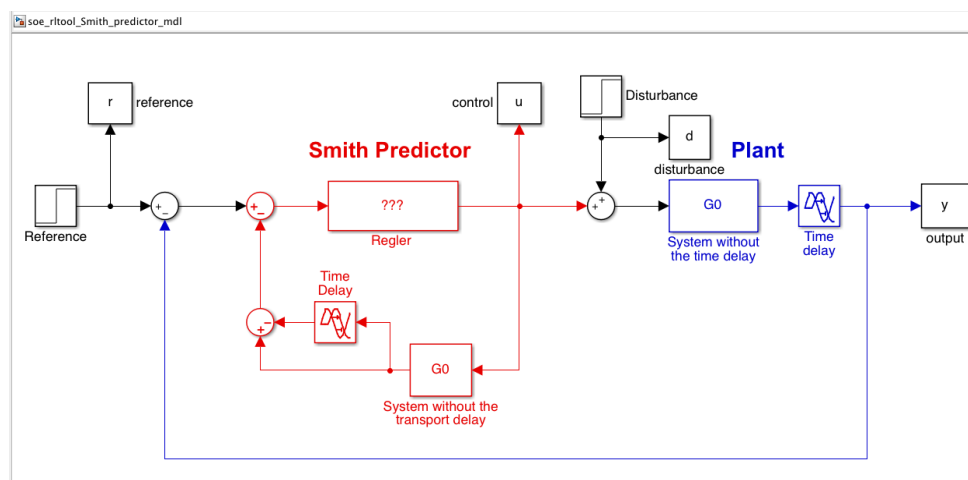 soe_rltool_Smith_predictor_mdl
r
reference
control
u
Disturbance
d
disturbance
Smith Predictor
Plant
Reference
+
−
+
−
???
Regler
+
+
G0
System without
the time delay
Time
delay
y
output
Time
Delay
+
−
G0
System without the
transport delay